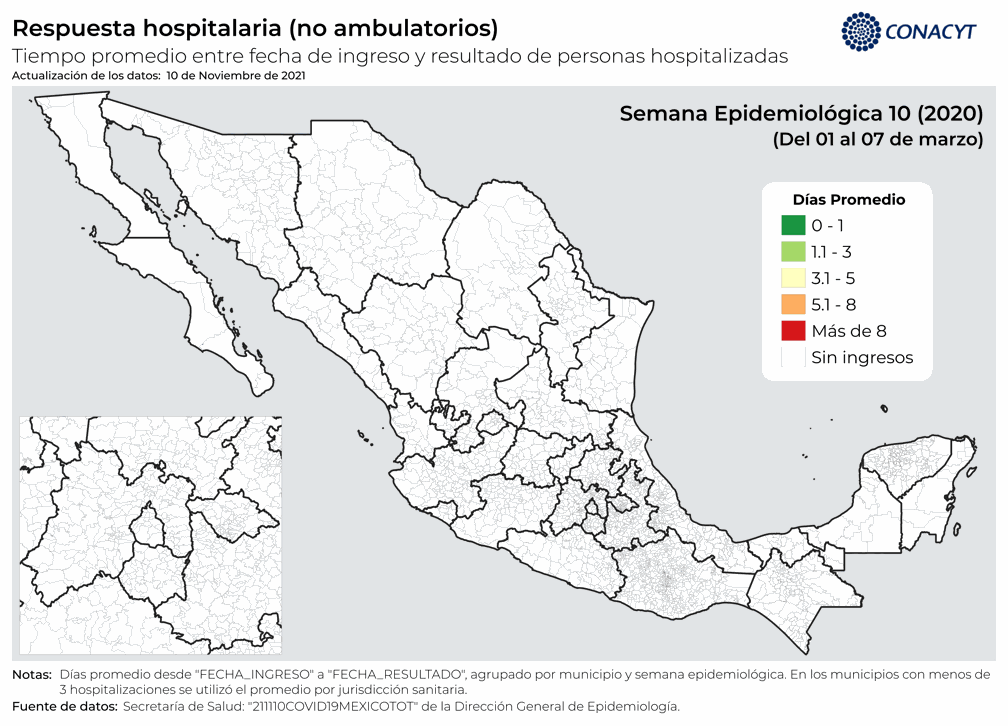 Respuesta hospitalaria (no ambulatorios)
Tiempo promedio entre fecha de ingreso y resultado de personas hospitalizadas
Actualización de los datos: 10 de Noviembre de 2021
CONACYT
Semana Epidemiológica 10 (2020)
(Del 01 al 07 de marzo)
Días Promedio
0 - 1
1.1 - 3
3.1 - 5
5.1 - 8
Más de 8
Sin ingresos
Notas: Días promedio desde "FECHA_INGRESO" a "FECHA_RESULTADO", agrupado por municipio y semana epidemiológica. En los municipios con menos de
3 hospitalizaciones se utilizó el promedio por jurisdicción sanitaria.
Fuente de datos: Secretaría de Salud: "211110COVID19MEXICOTOT" de la Dirección General de Epidemiología.